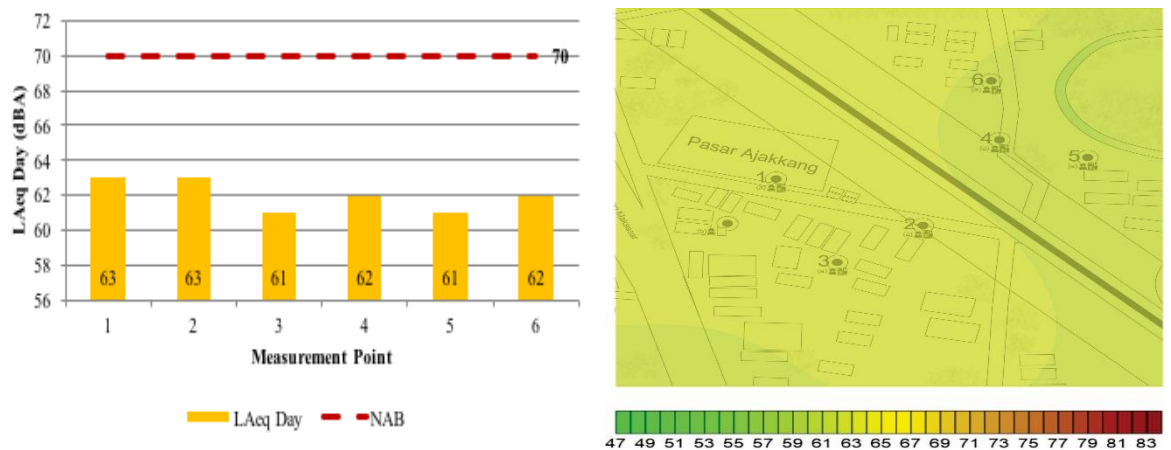 72
70
68
66
64
62
60
58
56
LAeq Day (dBA)
70
63 63 61 62 61 62
1 2 3 4 5 6
Measurement Point
LAeq Day NAB
6
4
5
Pasar Ajakkang
1
2
3
Makassar
47 49 51 53 55 57 59 61 63 65 67 69 71 73 75 77 79 81 83